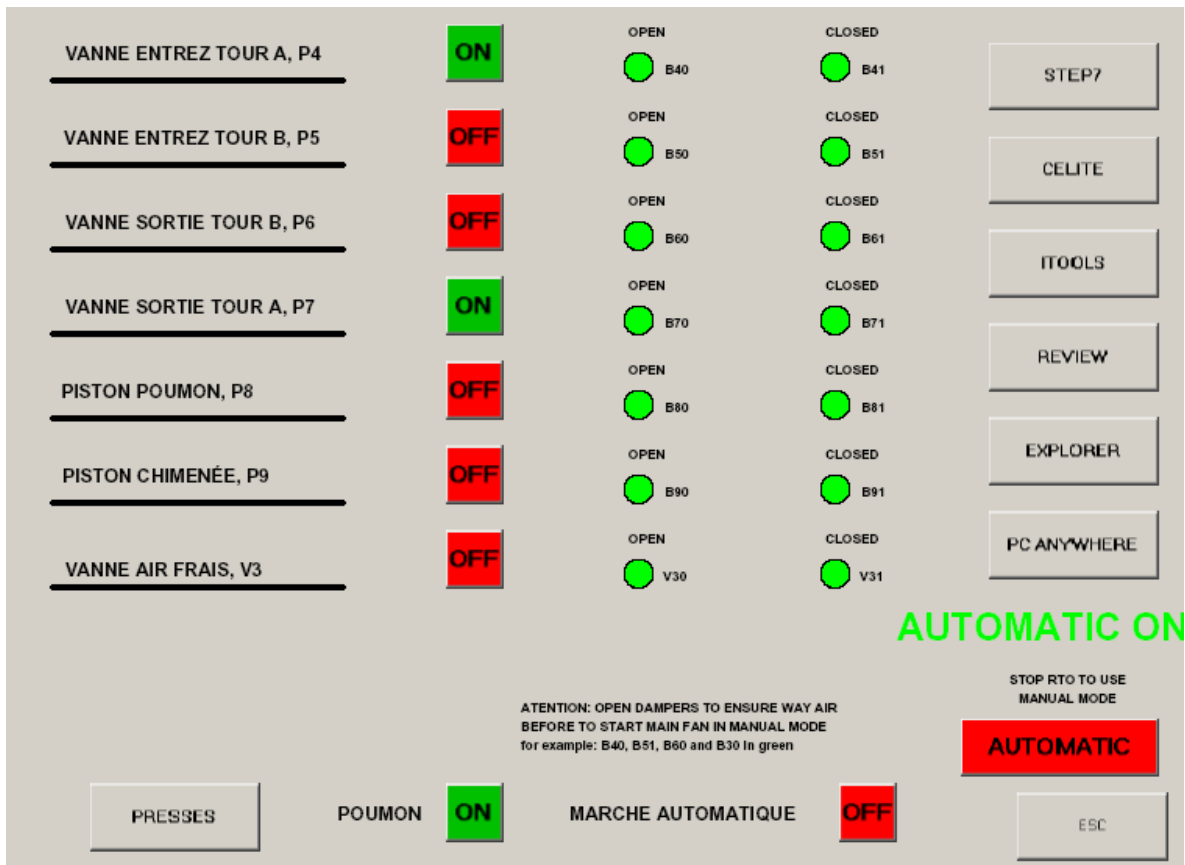 VANNE ENTREZ TOUR A, P4
ON
OPEN
B40
CLOSED
B41
STEP7
VANNE ENTREZ TOUR B, P5
OFF
OPEN
B50
CLOSED
B51
CELITE
VANNE SORTIE TOUR B, P6
OFF
OPEN
B60
CLOSED
B61
ITOOLS
VANNE SORTIE TOUR A, P7
ON
OPEN
B70
CLOSED
B71
REVIEW
PISTON POUMON, P8
OFF
OPEN
B80
CLOSED
B81
EXPLORER
PISTON CHIMENÉE, P9
OFF
OPEN
B90
CLOSED
B91
PC ANYWHERE
VANNE AIR FRAIS, V3
OFF
OPEN
V30
CLOSED
V31
AUTOMATIC ON
STOP RTO TO USE
MANUAL MODE
ATENTION: OPEN DAMPERS TO ENSURE WAY AIR
BEFORE TO START MAIN FAN IN MANUAL MODE
for example: B40, B51, B60 and B30 in green
AUTOMATIC
PRESSES
POUMON
ON
MARCHE AUTOMATIQUE
OFF
ESC